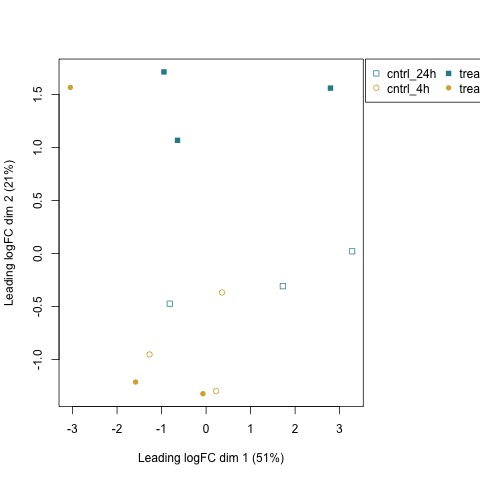 cntrl_24h trea
cntrl_4h trea
1.5
1.0
0.5
0.0
-0.5
-1.0
Leading logFC dim 2 (21%)
-3 -2 -1 0 1 2 3
Leading logFC dim 1 (51%)